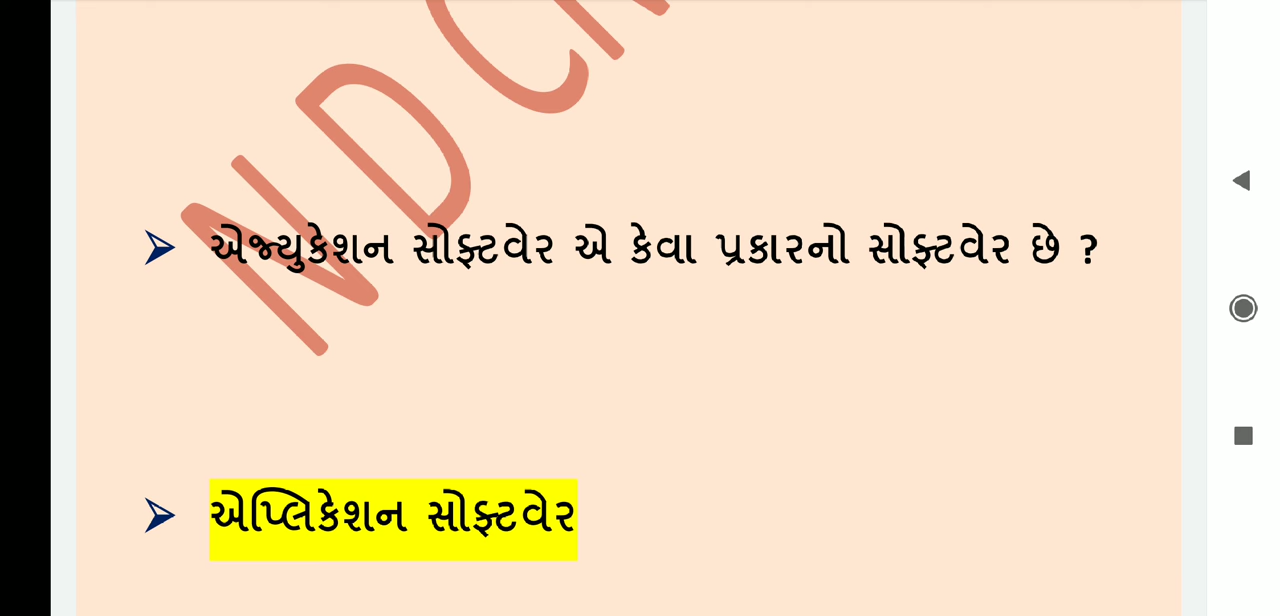 N D C
એજ્યુકેશન સોફ્ટવેર એ કેવા પ્રકારનો સોફ્ટવેર છે ?
એપ્લિકેશન સોફ્ટવેર